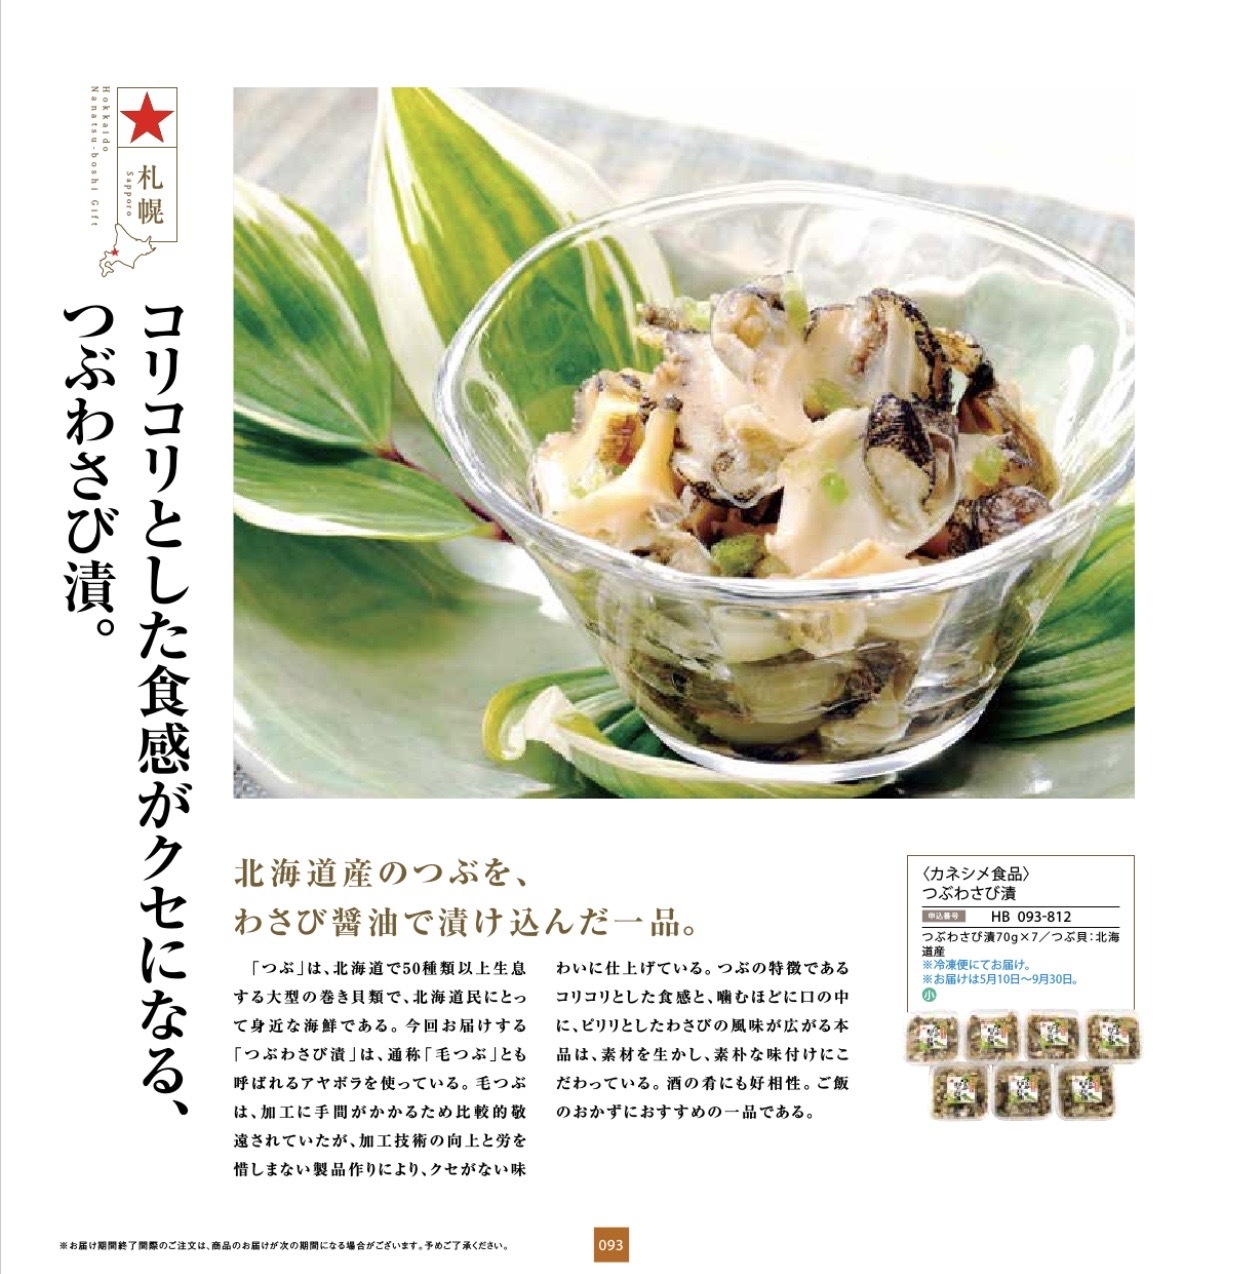 Hokkaido
Nanatsu-boshi Gift
札幌
Sapporo
コリコリとした食感がクセになる、
つぶわさび漬。
北海道産のつぶを、
わさび醤油で漬け込んだ一品。
「つぶ」は、北海道で50種類以上生息
する大型の巻き貝類で、北海道民にとっ
て身近な海鮮である。今回お届けする
「つぶわさび漬」は、通称「毛つぶ」とも
呼ばれるアヤボラを使っている。毛つぶ
は、加工に手間がかかるため比較的敬
遠されていたが、加工技術の向上と労を
惜しまない製品作りにより、クセがない味
わいに仕上げている。つぶの特徴である
コリコリとした食感と、噛むほどに口の中
に、ピリリとしたわさびの風味が広がる本
品は、素材を生かし、素朴な味付けにこ
だわっている。酒の肴にも好相性。ご飯
のおかずにおすすめの一品である。
〈カネシメ食品〉
つぶわさび漬
申込番号 HB 093-812
つぶわさび漬70g×7／つぶ貝：北海
道産
※冷凍便にてお届け。
※お届けは5月10日〜9月30日。
小
※お届け期間終了間際のご注文は、商品のお届けが次の期間になる場合がございます。予めご了承ください。
093